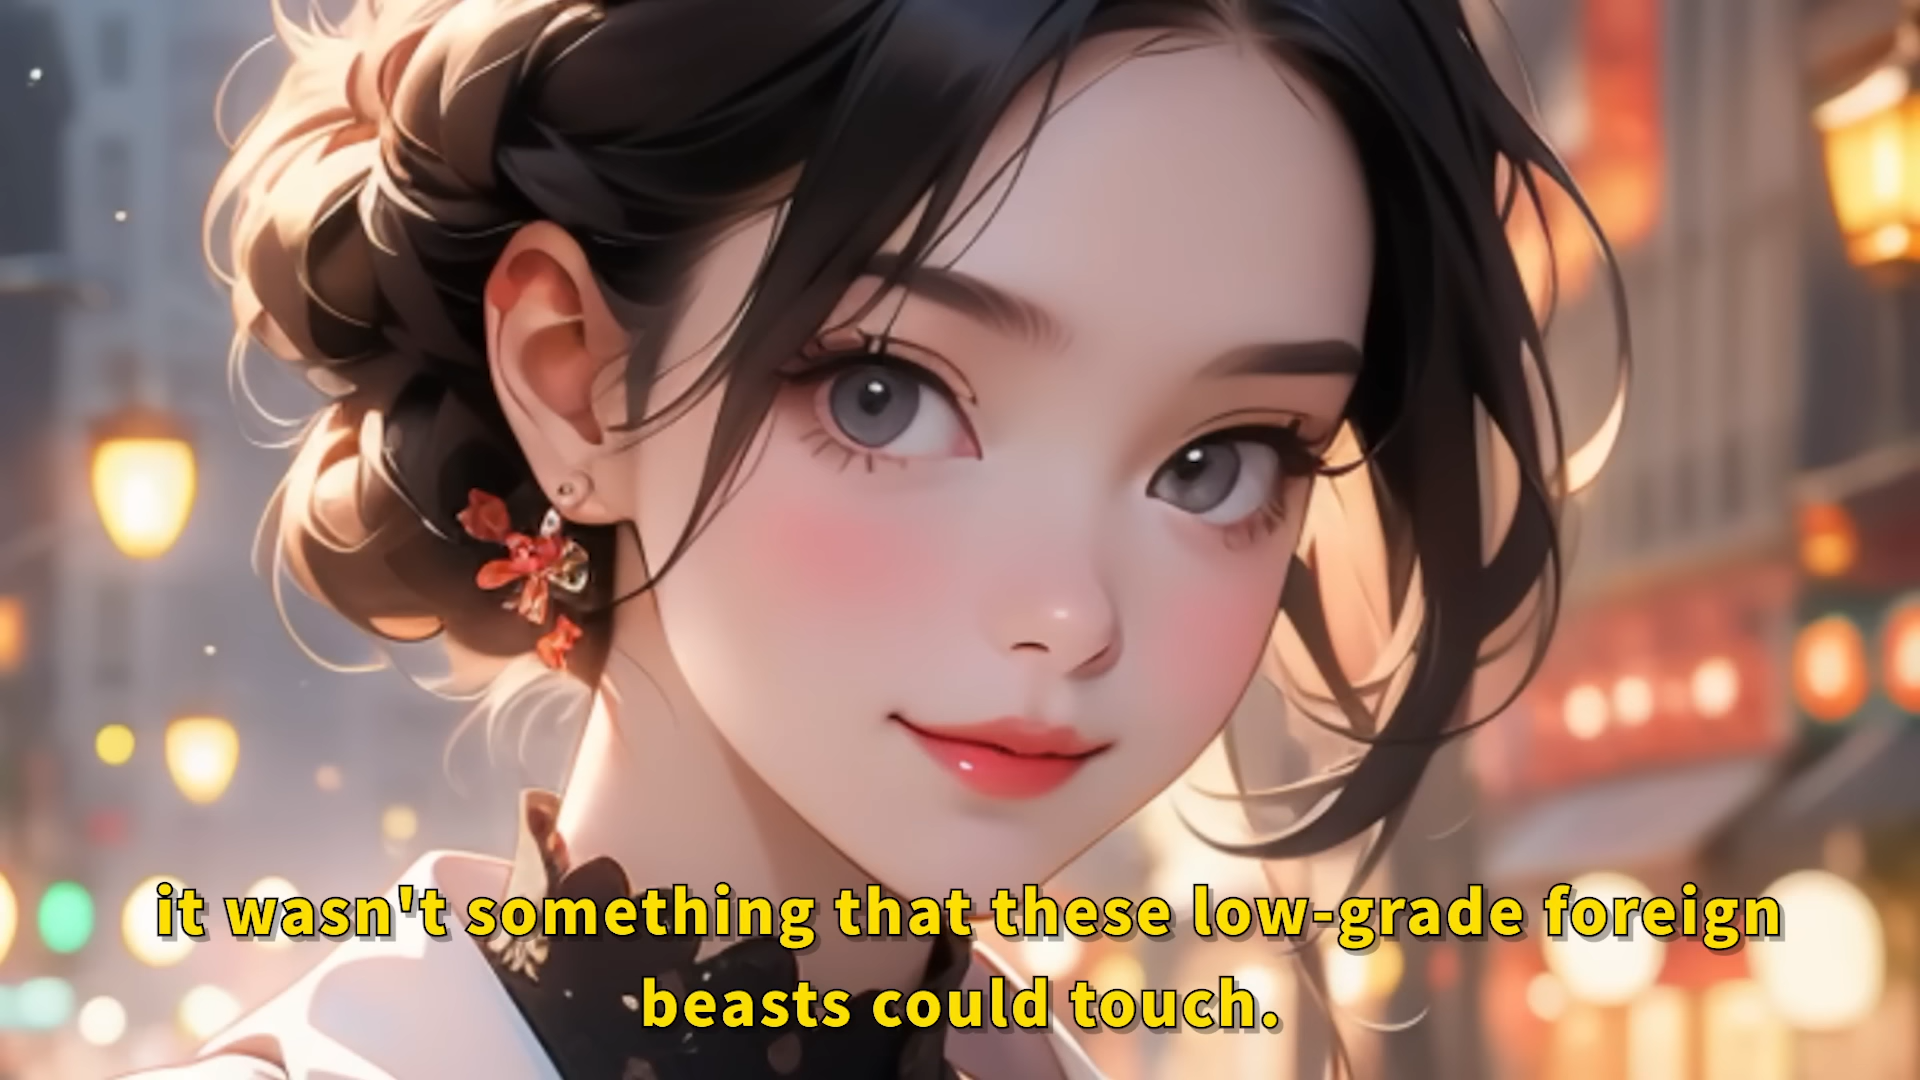 it wasn't something that these low-grade foreign
beasts could touch.